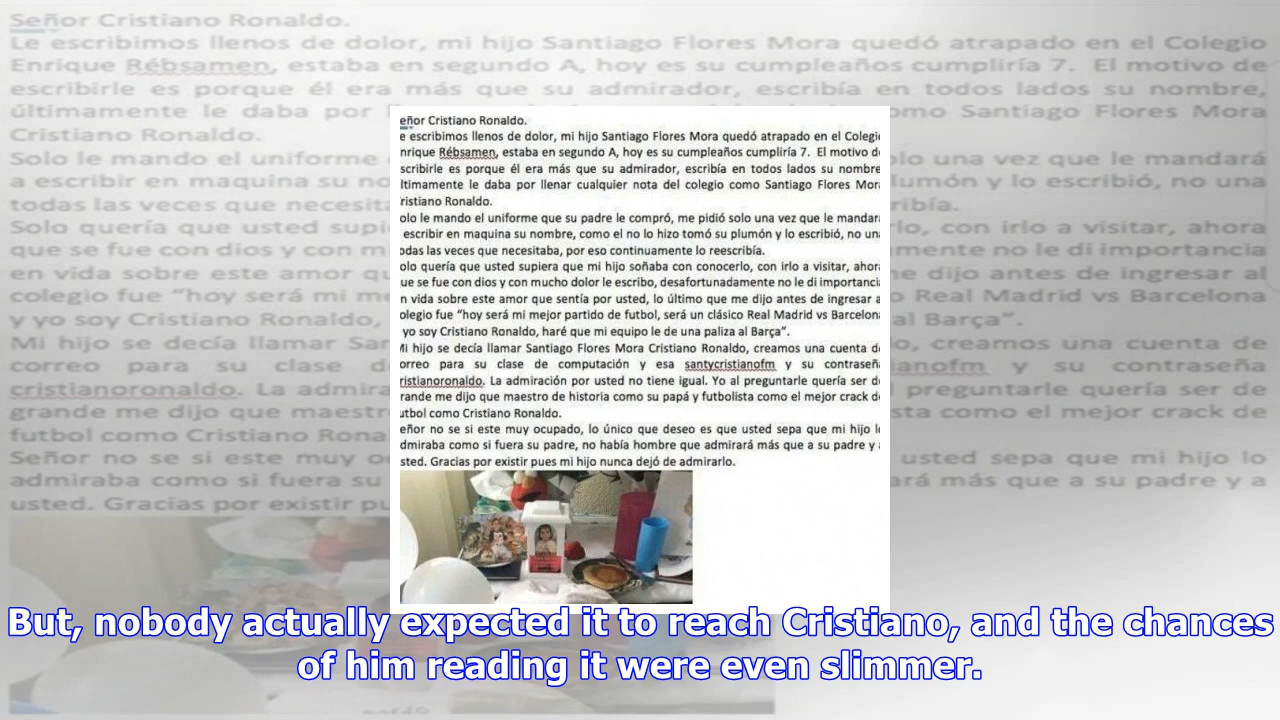 eñor Cristiano Ronaldo.
e escribimos llenos de dolor, mi hijo Santiago Flores Mora quedó atrapado en el Colegi
nrique Rébsamen, estaba en segundo A, hoy es su cumpleaños cumpliría 7. El motivo d
scribirle es porque él era más que su admirador, escribía en todos lados su nombre
ltimamente le daba por llenar cualquier nota del colegio como Santiago Flores Mor
ristiano Ronaldo.
olo le mando el uniforme que su padre le compró, me pidió solo una vez que le mandar
escribir en maquina su nombre, como el no lo hizo tomó su plumón y lo escribió, no un
odas las veces que necesitaba, por eso continuamente lo reescribía.
olo quería que usted supiera que mi hijo soñaba con conocerlo, con irlo a visitar, ahor
ue se fue con dios y con mucho dolor le escribo, desafortunadamente no le di importanci
n vida sobre este amor que sentía por usted, lo último que me dijo antes de ingresar a
olegio fue “hoy será mi mejor partido de futbol, será un clásico Real Madrid vs Barcelon
yo soy Cristiano Ronaldo, haré que mi equipo le de una paliza al Barça”.
Mi hijo se decía llamar Santiago Flores Mora Cristiano Ronaldo, creamos una cuenta d
orreo para su clase de computación y esa santycristianofm y su contraseñ
ristianoronaldo. La admiración por usted no tiene igual. Yo al preguntarle quería ser d
rande me dijo que maestro de historia como su papá y futbolista como el mejor crack d
utbol como Cristiano Ronaldo.
eñor no se si este muy ocupado, lo único que deseo es que usted sepa que mi hijo l
dmiraba como si fuera su padre, no había hombre que admirará más que a su padre y a
sted. Gracias por existir pues mi hijo nunca dejó de admirarlo.
But, nobody actually expected it to reach Cristiano, and the chances
of him reading it were even slimmer.